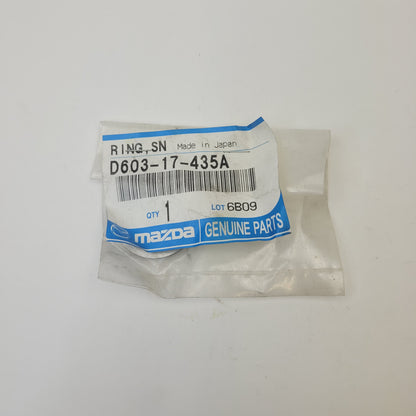 RING,SN Made in Japan
D603-17-435A
QTY 1 LOT 6B09
mazda GENUINE PARTS